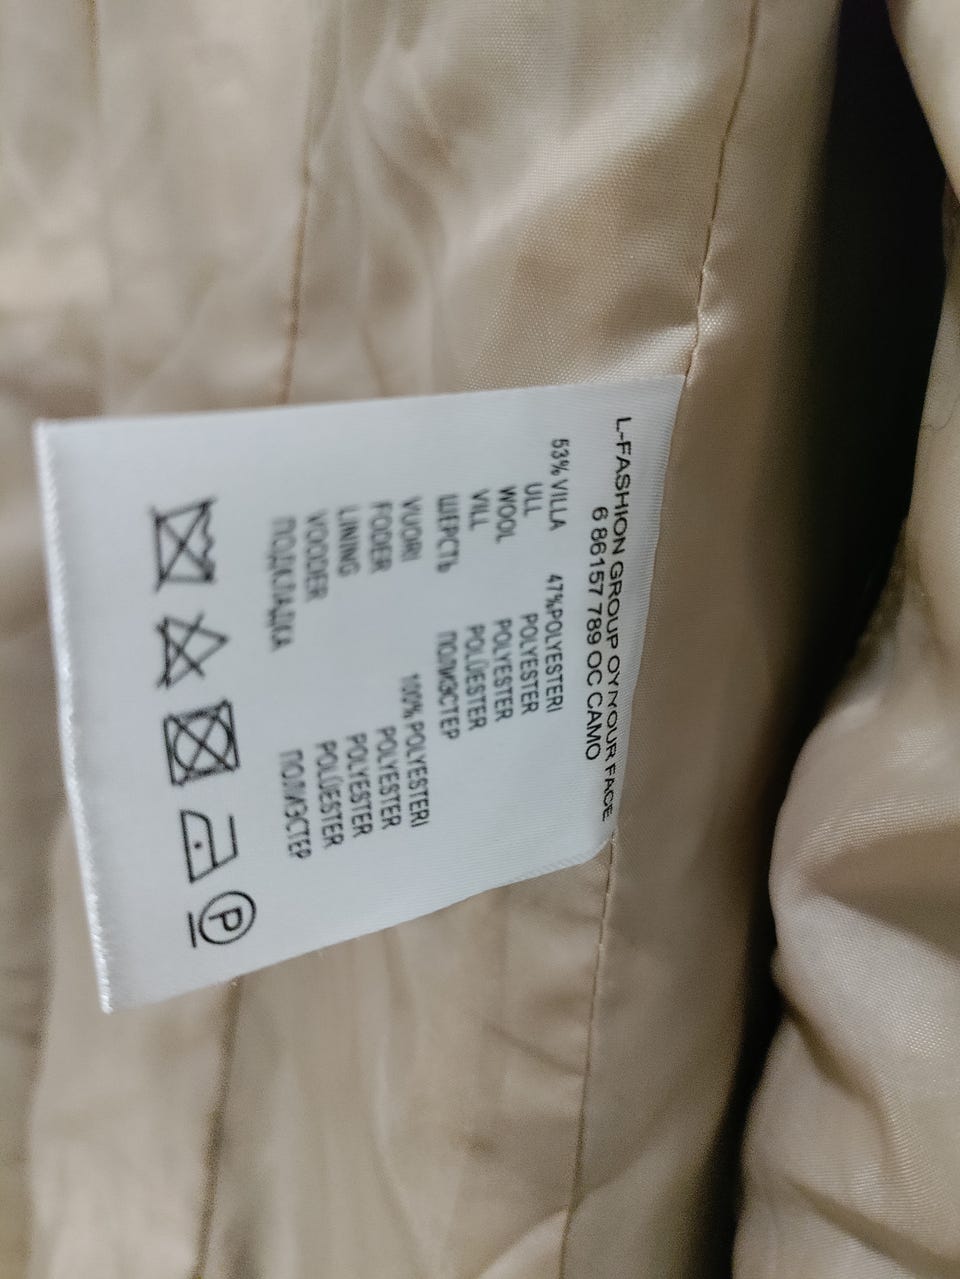 L-FASHION GROUP OY/YOUR FACE
6 86157 789 OC CAMO
53% VILLA 47%POLYESTERI
ULL POLYESTER
WOOL POLYESTER
VILL POLÜESTER
ШЕРСТЬ ПОЛИЭСТЕР
VUORI 100% POLYESTERI
FODER POLYESTER
LINING POLYESTER
VOODER POLÜESTER
ПОДКЛАДКА ПОЛИЭСТЕР
P